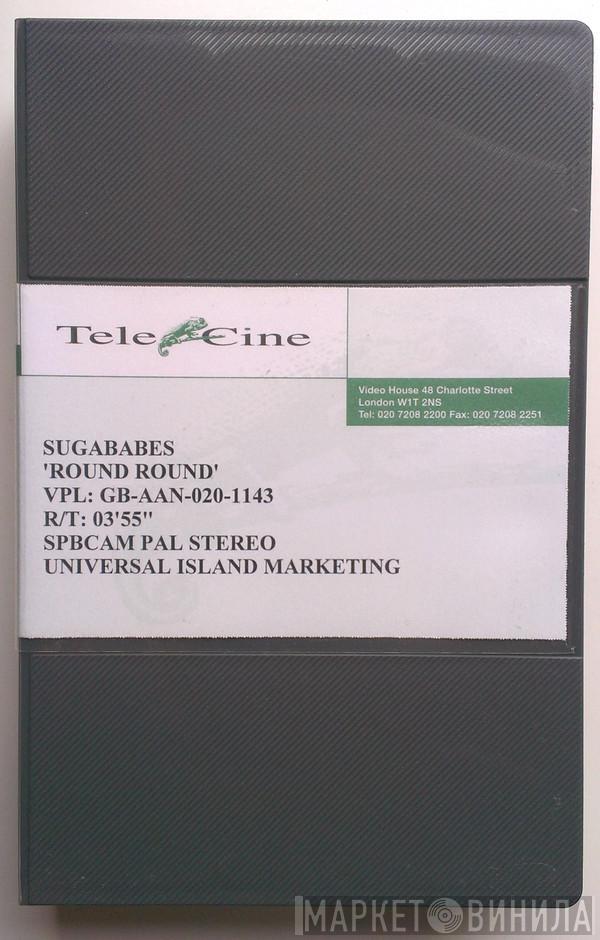 Tele Cine
Video House 48 Charlotte Street
London W1T 2NS
Tel: 020 7208 2200 Fax: 020 7208 2251
SUGABABES
'ROUND ROUND'
VPL: GB-AAN-020-1143
R/T: 03'55"
SPBCAM PAL STEREO
UNIVERSAL ISLAND MARKETING
МАРКЕТ ВИНИЛА